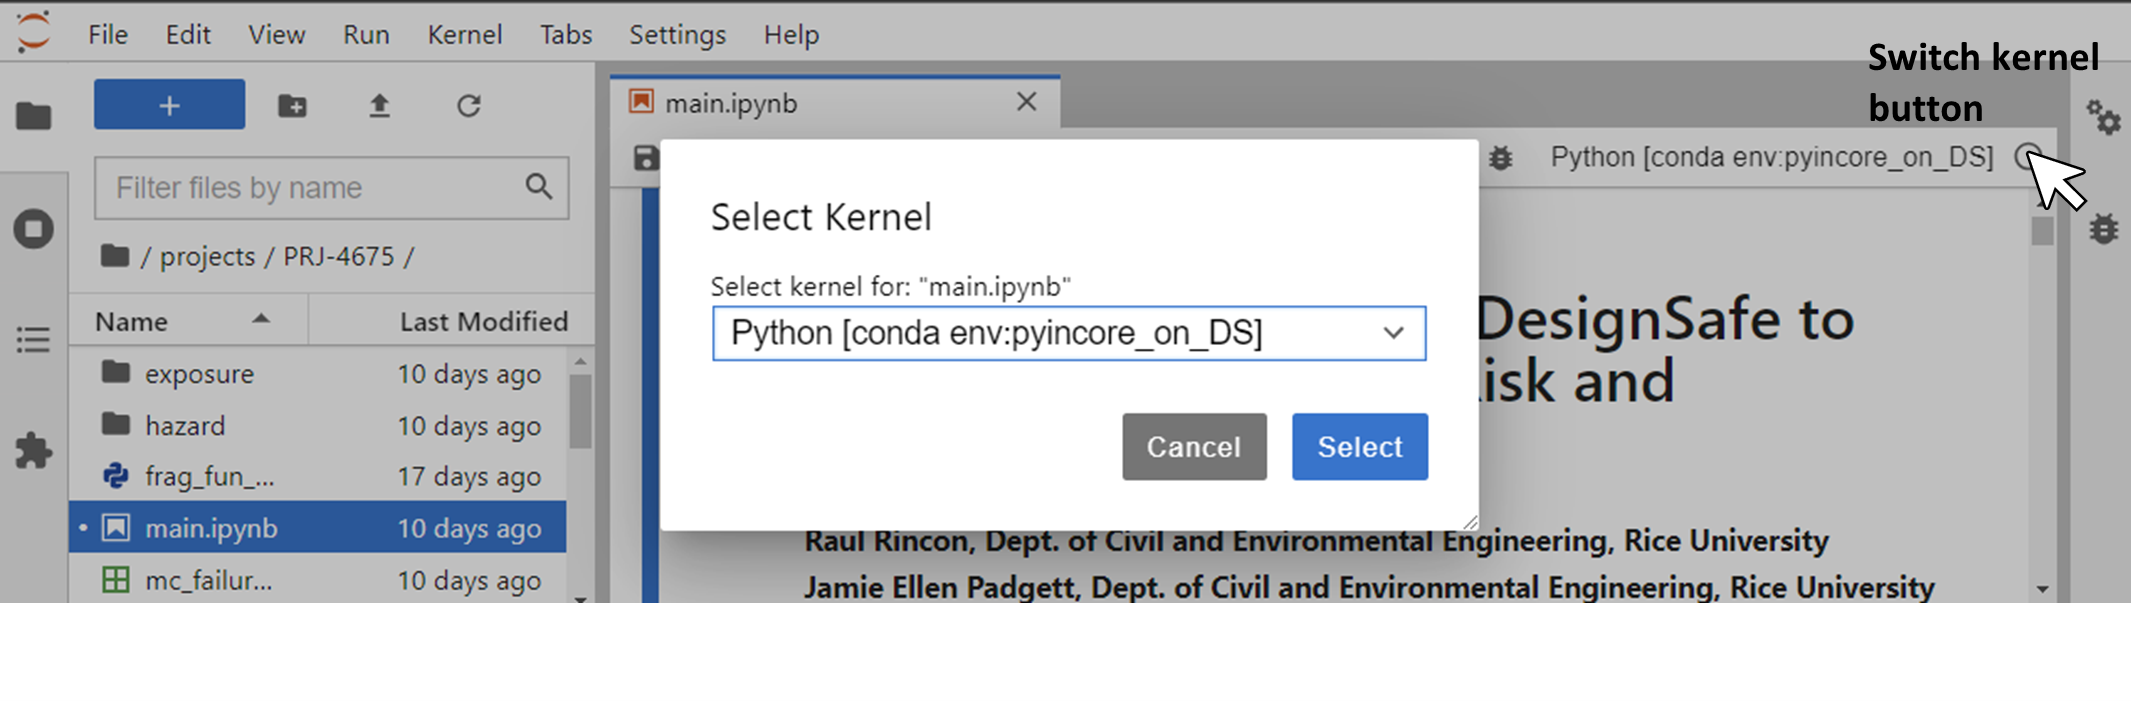 File Edit View Run Kernel Tabs Settings Help
Switch kernel
button
+
Filter files by name
/ projects / PRJ-4675 /
Name Last Modified
exposure 10 days ago
hazard 10 days ago
frag_fun_... 17 days ago
main.ipynb 10 days ago
mc_failur... 10 days ago
main.ipynb
Python [conda env:pyincore_on_DS]
Select Kernel
Select kernel for: "main.ipynb"
Python [conda env:pyincore_on_DS]
Cancel Select
DesignSafe to
isk and
Raul Rincon, Dept. of Civil and Environmental Engineering, Rice University
Jamie Ellen Padgett, Dept. of Civil and Environmental Engineering, Rice University